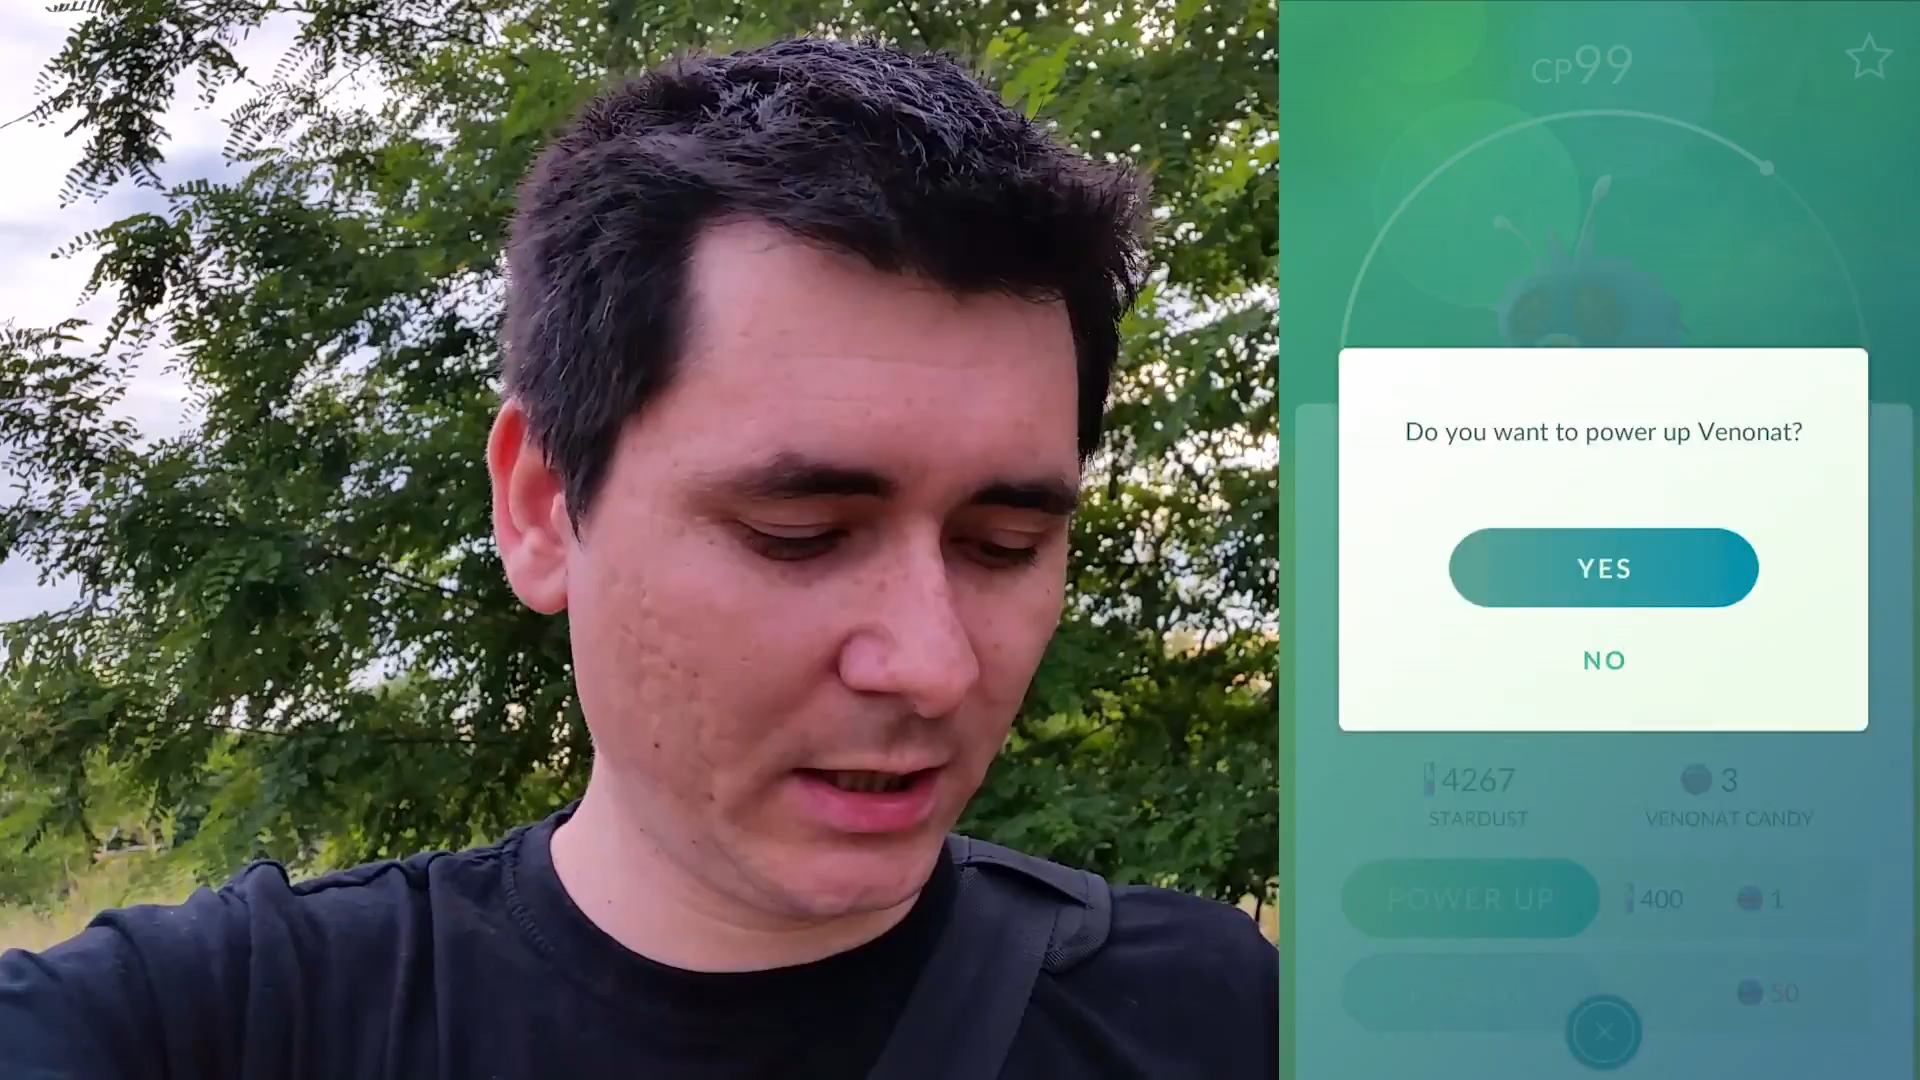 CP99
Do you want to power up Venonat?
YES
NO
4267
3
STARDUST
VENONAT CANDY
POWER UP
400
1
50